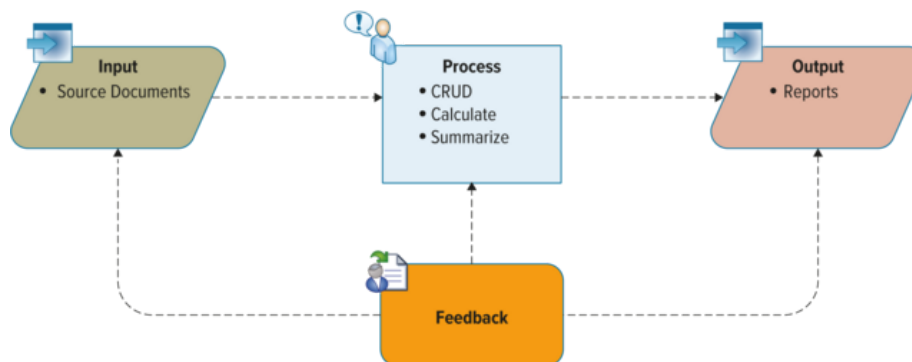 Input
• Source Documents
Process
• CRUD
• Calculate
• Summarize
Output
• Reports
Feedback